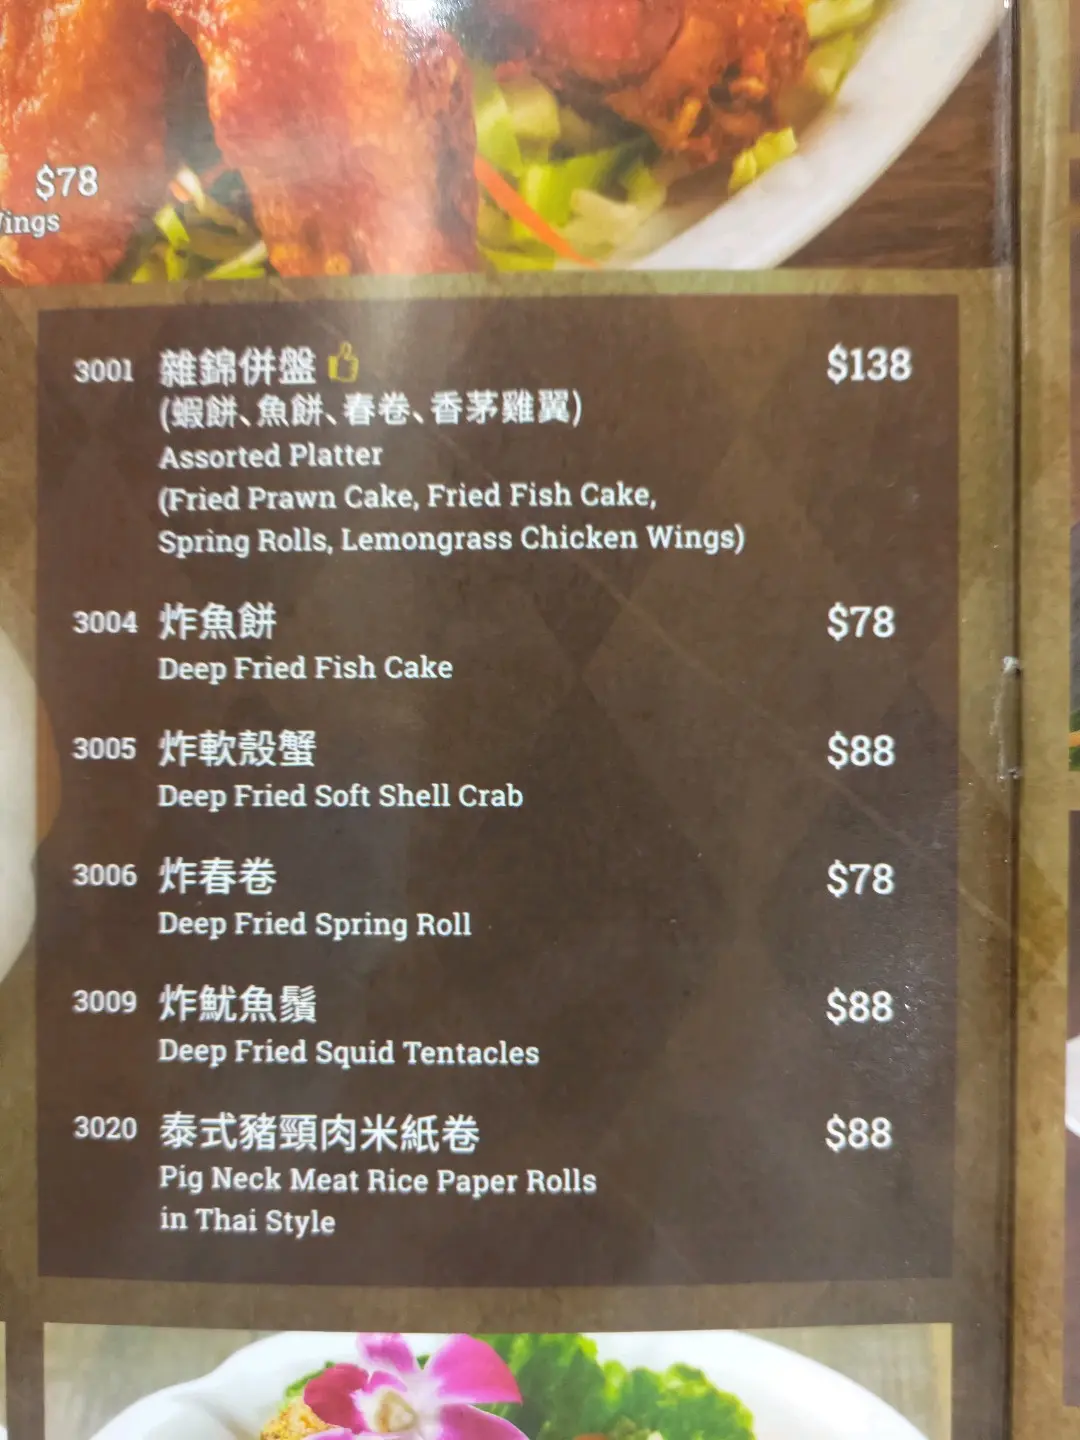 $78
Wings
3001 雜錦併盤 $138
(蝦餅、魚餅、春卷、香茅雞翼)
Assorted Platter
(Fried Prawn Cake, Fried Fish Cake,
Spring Rolls, Lemongrass Chicken Wings)
3004 炸魚餅 $78
Deep Fried Fish Cake
3005 炸軟殼蟹 $88
Deep Fried Soft Shell Crab
3006 炸春卷 $78
Deep Fried Spring Roll
3009 炸魷魚鬚 $88
Deep Fried Squid Tentacles
3020 泰式豬頸肉米紙卷 $88
Pig Neck Meat Rice Paper Rolls
in Thai Style